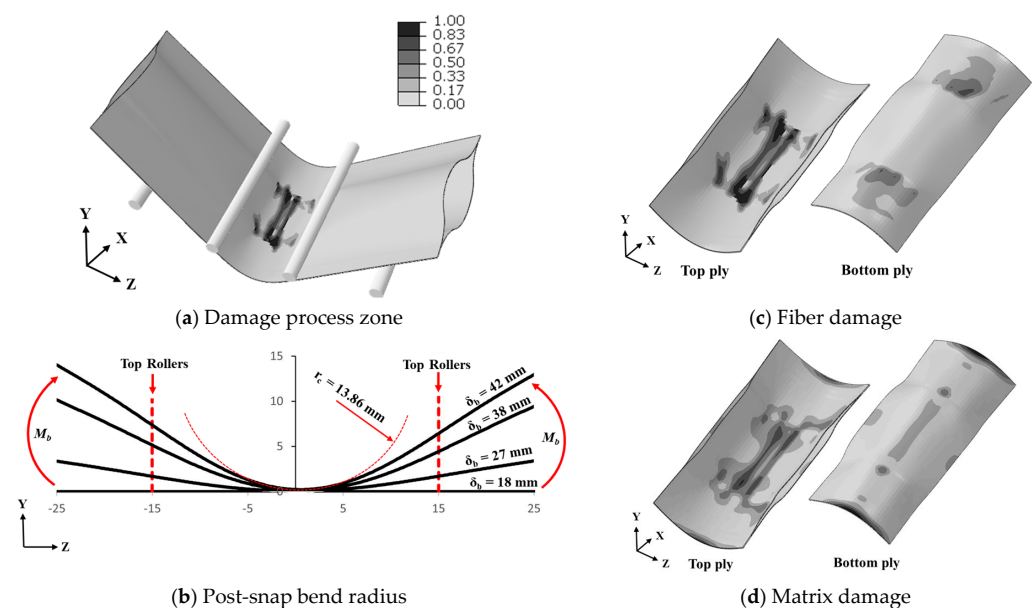 1.00
0.83
0.67
0.50
0.33
0.17
0.00
Y
X
Z
(a) Damage process zone
Top ply
Bottom ply
Y
X
Z
(c) Fiber damage
15
10
5
0
-25
-15
-5
5
15
25
Top Rollers
Top Rollers
r_c = 13.86 mm
δ_b = 42 mm
δ_b = 38 mm
δ_b = 27 mm
δ_b = 18 mm
M_b
M_b
Y
Z
(b) Post-snap bend radius
Y
X
Z
Top ply
Bottom ply
(d) Matrix damage